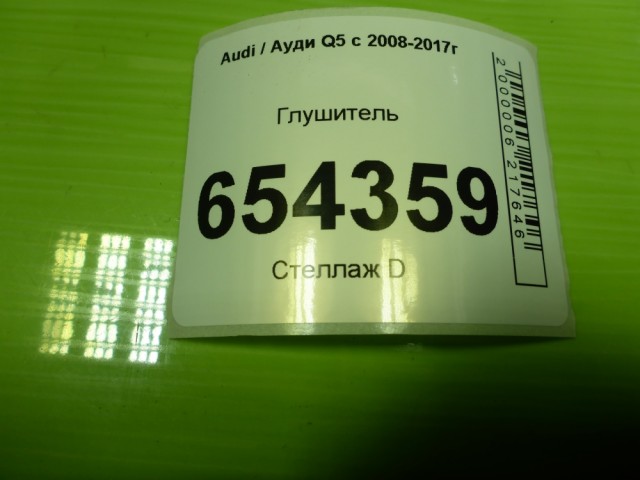 Audi / Ауди Q5 с 2008-2017г
Глушитель
654359
Стеллаж D
2000006217646